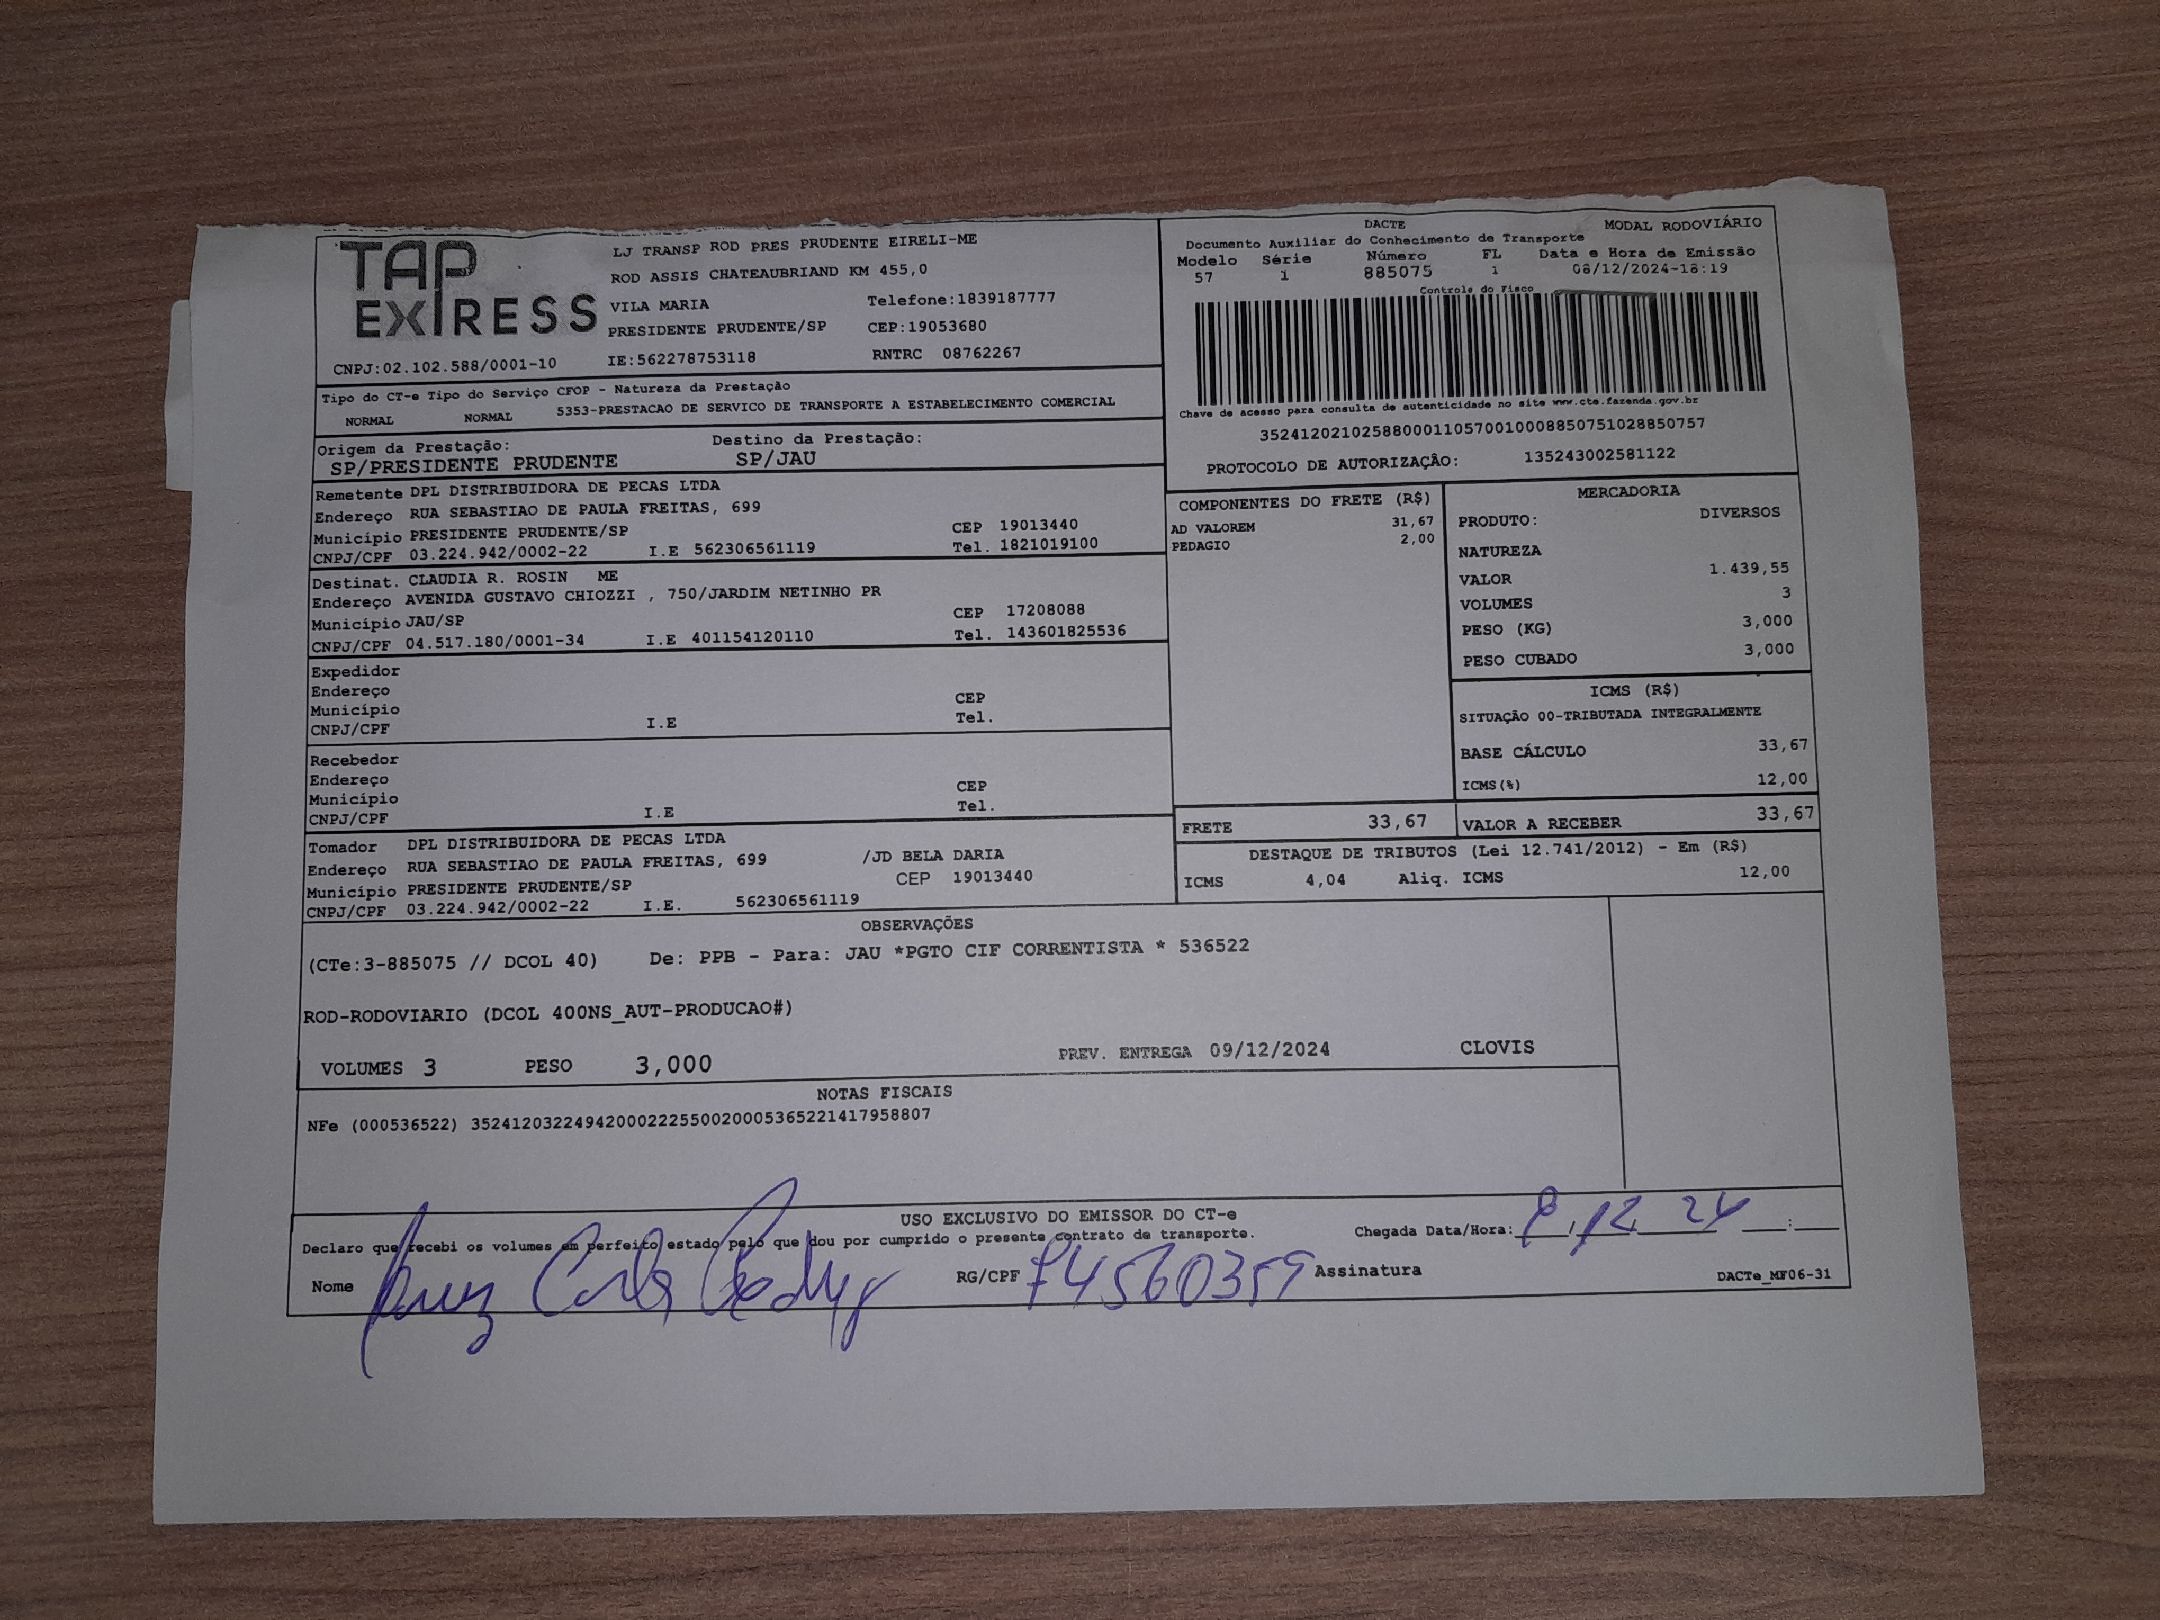 TAP
EXPRESS
LJ TRANSP ROD PRES PRUDENTE EIRELI-ME
ROD ASSIS CHATEAUBRIAND KM 455,0
VILA MARIA Telefone:1839187777
PRESIDENTE PRUDENTE/SP CEP:19053680
CNPJ:02.102.588/0001-10 IE:562278753118 RNTRC 08762267
DACTE MODAL RODOVIÁRIO
Documento Auxiliar do Conhecimento de Transporte
Modelo Série Número FL Data e Hora de Emissão
57 1 885075 1 06/12/2024-18:19
Controle do Fisco
Chave de acesso para consulta de autenticidade no site www.cte.fazenda.gov.br
35241202102588000110570010008850751028850757
PROTOCOLO DE AUTORIZAÇÃO: 135243002581122
Tipo do CT-e Tipo do Serviço CFOP - Natureza da Prestação
NORMAL NORMAL 5353-PRESTACAO DE SERVICO DE TRANSPORTE A ESTABELECIMENTO COMERCIAL
Origem da Prestação: Destino da Prestação:
SP/PRESIDENTE PRUDENTE SP/JAU
Remetente DPL DISTRIBUIDORA DE PECAS LTDA
Endereço RUA SEBASTIAO DE PAULA FREITAS, 699
Município PRESIDENTE PRUDENTE/SP CEP 19013440
CNPJ/CPF 03.224.942/0002-22 I.E 562306561119 Tel. 1821019100
Destinat. CLAUDIA R. ROSIN ME
Endereço AVENIDA GUSTAVO CHIOZZI , 750/JARDIM NETINHO PR
Município JAU/SP CEP 17208088
CNPJ/CPF 04.517.180/0001-34 I.E 401154120110 Tel. 143601825536
Expedidor
Endereço
Município CEP
CNPJ/CPF I.E Tel.
Recebedor
Endereço
Município CEP
CNPJ/CPF I.E Tel.
Tomador DPL DISTRIBUIDORA DE PECAS LTDA
Endereço RUA SEBASTIAO DE PAULA FREITAS, 699 /JD BELA DARIA
Município PRESIDENTE PRUDENTE/SP CEP 19013440
CNPJ/CPF 03.224.942/0002-22 I.E. 562306561119
COMPONENTES DO FRETE (R$)
AD VALOREM 31,67
PEDAGIO 2,00
MERCADORIA
PRODUTO: DIVERSOS
NATUREZA
VALOR 1.439,55
VOLUMES 3
PESO (KG) 3,000
PESO CUBADO 3,000
ICMS (R$)
SITUAÇÃO 00-TRIBUTADA INTEGRALMENTE
BASE CÁLCULO 33,67
ICMS(%) 12,00
FRETE 33,67 VALOR A RECEBER 33,67
DESTAQUE DE TRIBUTOS (Lei 12.741/2012) - Em (R$)
ICMS 4,04 Aliq. ICMS 12,00
OBSERVAÇÕES
(CTe:3-885075 // DCOL 40) De: PPB - Para: JAU *PGTO CIF CORRENTISTA * 536522
ROD-RODOVIARIO (DCOL 400NS_AUT-PRODUCAO#)
VOLUMES 3 PESO 3,000 PREV. ENTREGA 09/12/2024 CLOVIS
NOTAS FISCAIS
NFe (000536522) 35241203224942000222550020005365221417958807
USO EXCLUSIVO DO EMISSOR DO CT-e
Declaro que recebi os volumes em perfeito estado pelo que dou por cumprido o presente contrato de transporte.
Chegada Data/Hora: 12 24 :
Nome RG/CPF Assinatura
DACTe_MF06-31